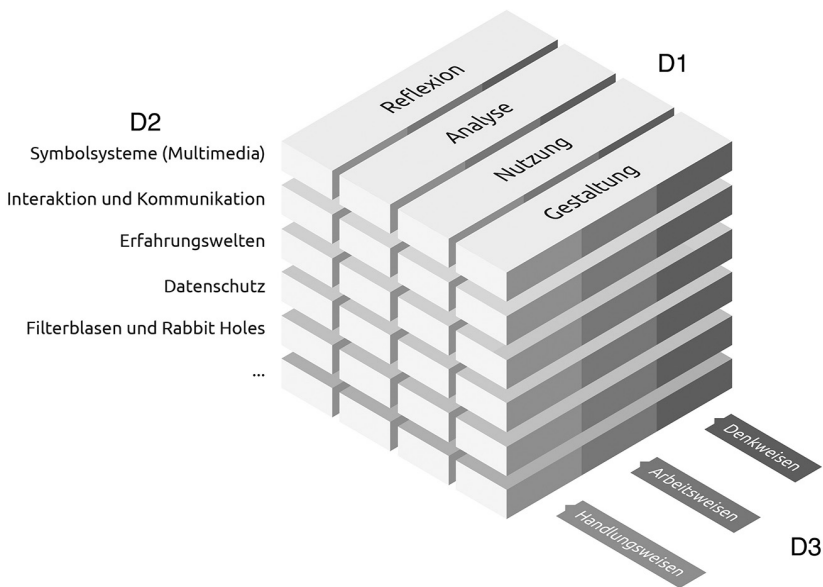 D1
Reflexion
Analyse
Nutzung
Gestaltung
D2
Symbolsysteme (Multimedia)
Interaktion und Kommunikation
Erfahrungswelten
Datenschutz
Filterblasen und Rabbit Holes
...
Denkweisen
Arbeitsweisen
Handlungsweisen
D3